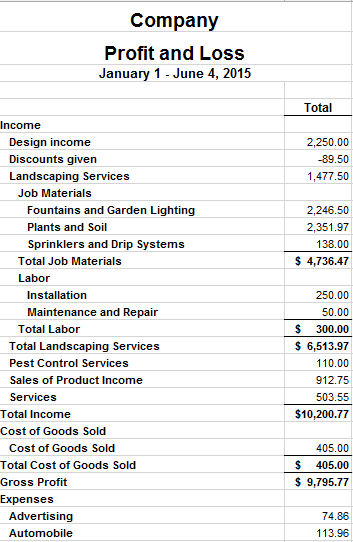 Company
Profit and Loss
January 1 - June 4, 2015
Total
Income
Design income 2,250.00
Discounts given -89.50
Landscaping Services 1,477.50
Job Materials
Fountains and Garden Lighting 2,246.50
Plants and Soil 2,351.97
Sprinklers and Drip Systems 138.00
Total Job Materials $ 4,736.47
Labor
Installation 250.00
Maintenance and Repair 50.00
Total Labor $ 300.00
Total Landscaping Services $ 6,513.97
Pest Control Services 110.00
Sales of Product Income 912.75
Services 503.55
Total Income $10,200.77
Cost of Goods Sold
Cost of Goods Sold 405.00
Total Cost of Goods Sold $ 405.00
Gross Profit $ 9,795.77
Expenses
Advertising 74.86
Automobile 113.96